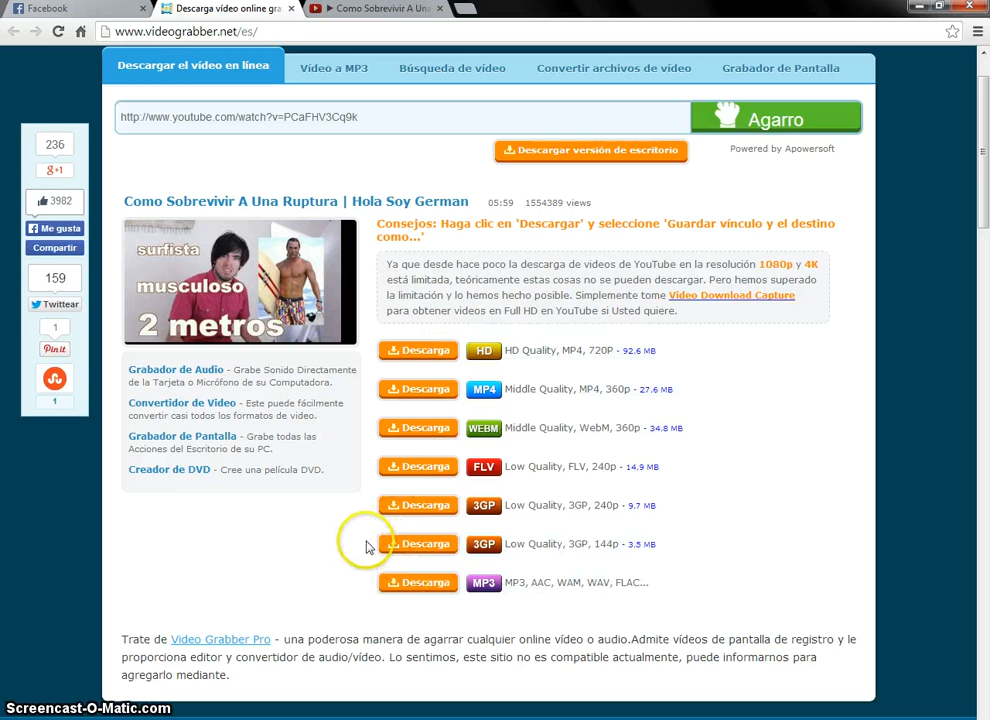 Facebook
Descarga vídeo online gra
Como Sobrevivir A Una
www.videograbber.net/es/
Descargar el vídeo en línea
Vídeo a MP3
Búsqueda de vídeo
Convertir archivos de vídeo
Grabador de Pantalla
http://www.youtube.com/watch?v=PCaFHV3Cq9k
Agarro
Descargar versión de escritorio
Powered by Apowersoft
236
g+1
3982
Me gusta
Compartir
159
Twittear
1
Pin it
1
Como Sobrevivir A Una Ruptura | Hola Soy German
05:59
1554389 views
surfista
musculoso
2 metros
Consejos: Haga clic en 'Descargar' y seleccione 'Guardar vínculo y el destino
como...'
Ya que desde hace poco la descarga de videos de YouTube en la resolución 1080p y 4K
está limitada, teóricamente estas cosas no se pueden descargar. Pero hemos superado
la limitación y lo hemos hecho posible. Simplemente tome Video Download Capture
para obtener videos en Full HD en YouTube si Usted quiere.
Grabador de Audio - Grabe Sonido Directamente
de la Tarjeta o Micrófono de su Computadora.
Convertidor de Video - Este puede fácilmente
convertir casi todos los formatos de video.
Grabador de Pantalla - Grabe todas las
Acciones del Escritorio de su PC.
Creador de DVD - Cree una película DVD.
Descarga HD HD Quality, MP4, 720P - 92.6 MB
Descarga MP4 Middle Quality, MP4, 360p - 27.6 MB
Descarga WEBM Middle Quality, WebM, 360p - 34.8 MB
Descarga FLV Low Quality, FLV, 240p - 14.9 MB
Descarga 3GP Low Quality, 3GP, 240p - 9.7 MB
Descarga 3GP Low Quality, 3GP, 144p - 3.5 MB
Descarga MP3 MP3, AAC, WAM, WAV, FLAC...
Trate de Video Grabber Pro - una poderosa manera de agarrar cualquier online vídeo o audio.Admite vídeos de pantalla de registro y le
proporciona editor y convertidor de audio/vídeo. Lo sentimos, este sitio no es compatible actualmente, puede informarnos para
agregarlo mediante.
Screencast-O-Matic.com